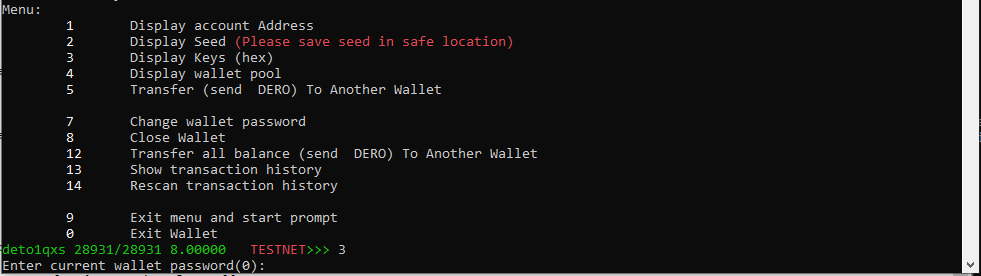 Menu:
1 Display account Address
2 Display Seed (Please save seed in safe location)
3 Display Keys (hex)
4 Display wallet pool
5 Transfer (send  DERO) To Another Wallet
7 Change wallet password
8 Close Wallet
12 Transfer all balance (send  DERO) To Another Wallet
13 Show transaction history
14 Rescan transaction history
9 Exit menu and start prompt
0 Exit Wallet
deto1qxs 28931/28931 8.00000   TESTNET>>> 3
Enter current wallet password(0):